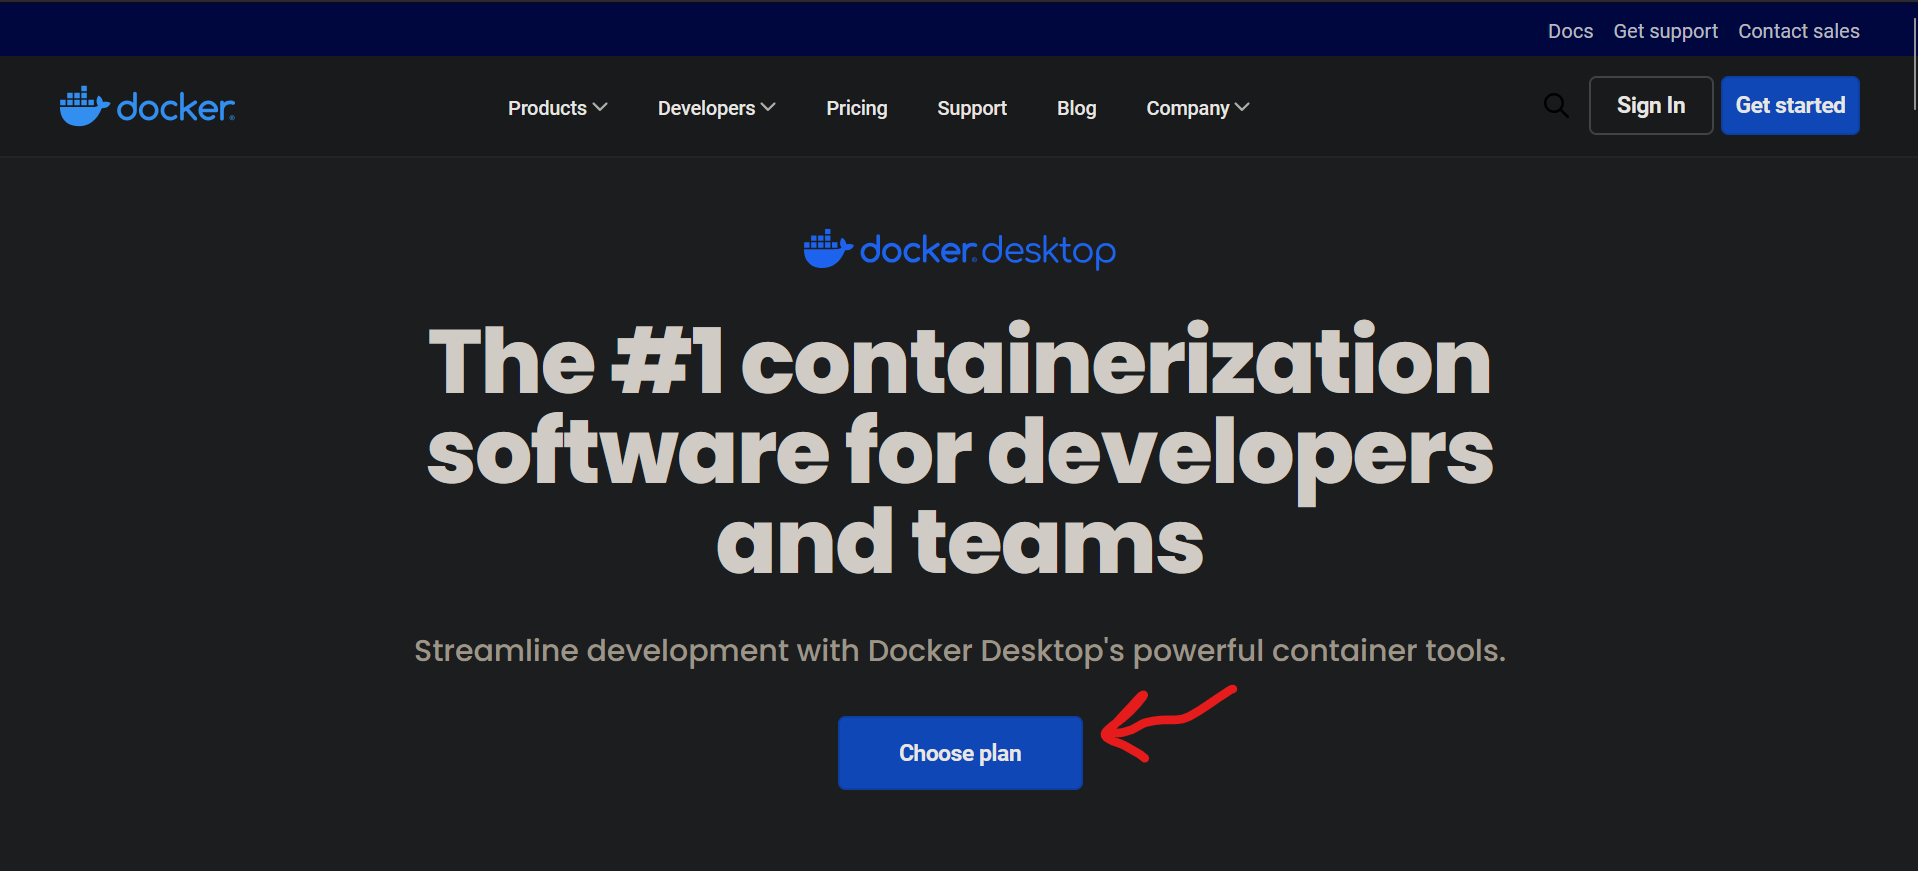 Docs Get support Contact sales
docker Products Developers Pricing Support Blog Company Sign In Get started
docker desktop
The #1 containerization
software for developers
and teams
Streamline development with Docker Desktop's powerful container tools.
Choose plan